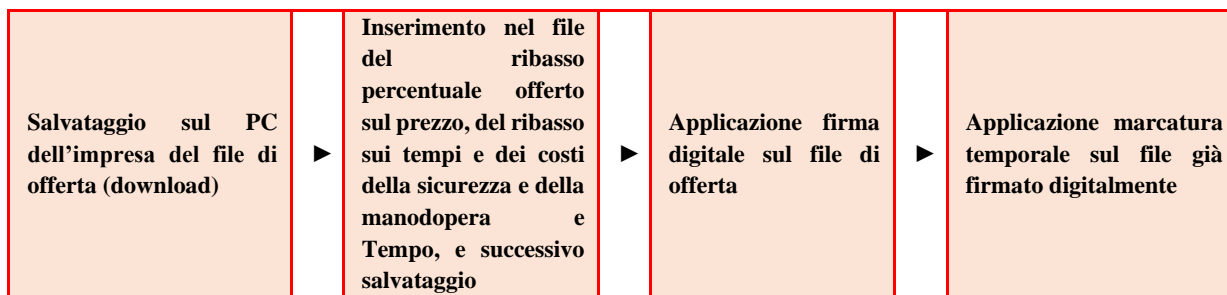 Salvataggio sul PC
dell’impresa del file di
offerta (download)
►
Inserimento nel file
del ribasso
percentuale offerto
sul prezzo, del ribasso
sui tempi e dei costi
della sicurezza e della
manodopera e
Tempo, e successivo
salvataggio
►
Applicazione firma
digitale sul file di
offerta
►
Applicazione marcatura
temporale sul file già
firmato digitalmente